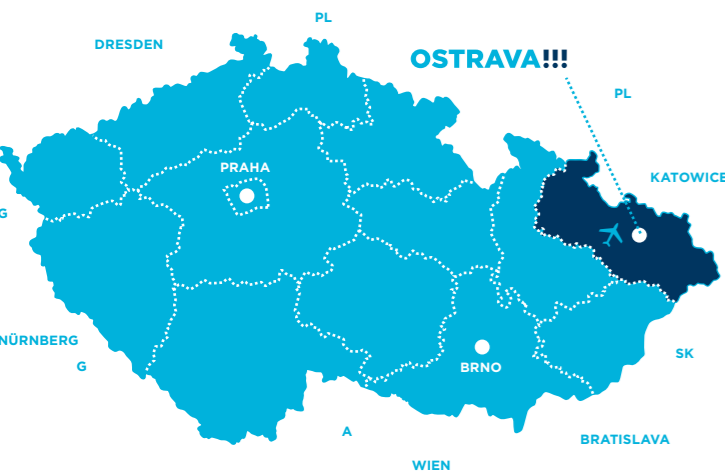 PL
DRESDEN
OSTRAVA!!!
PL
PRAHA
KATOWICE
G
NÜRNBERG
G
BRNO
SK
A
BRATISLAVA
WIEN